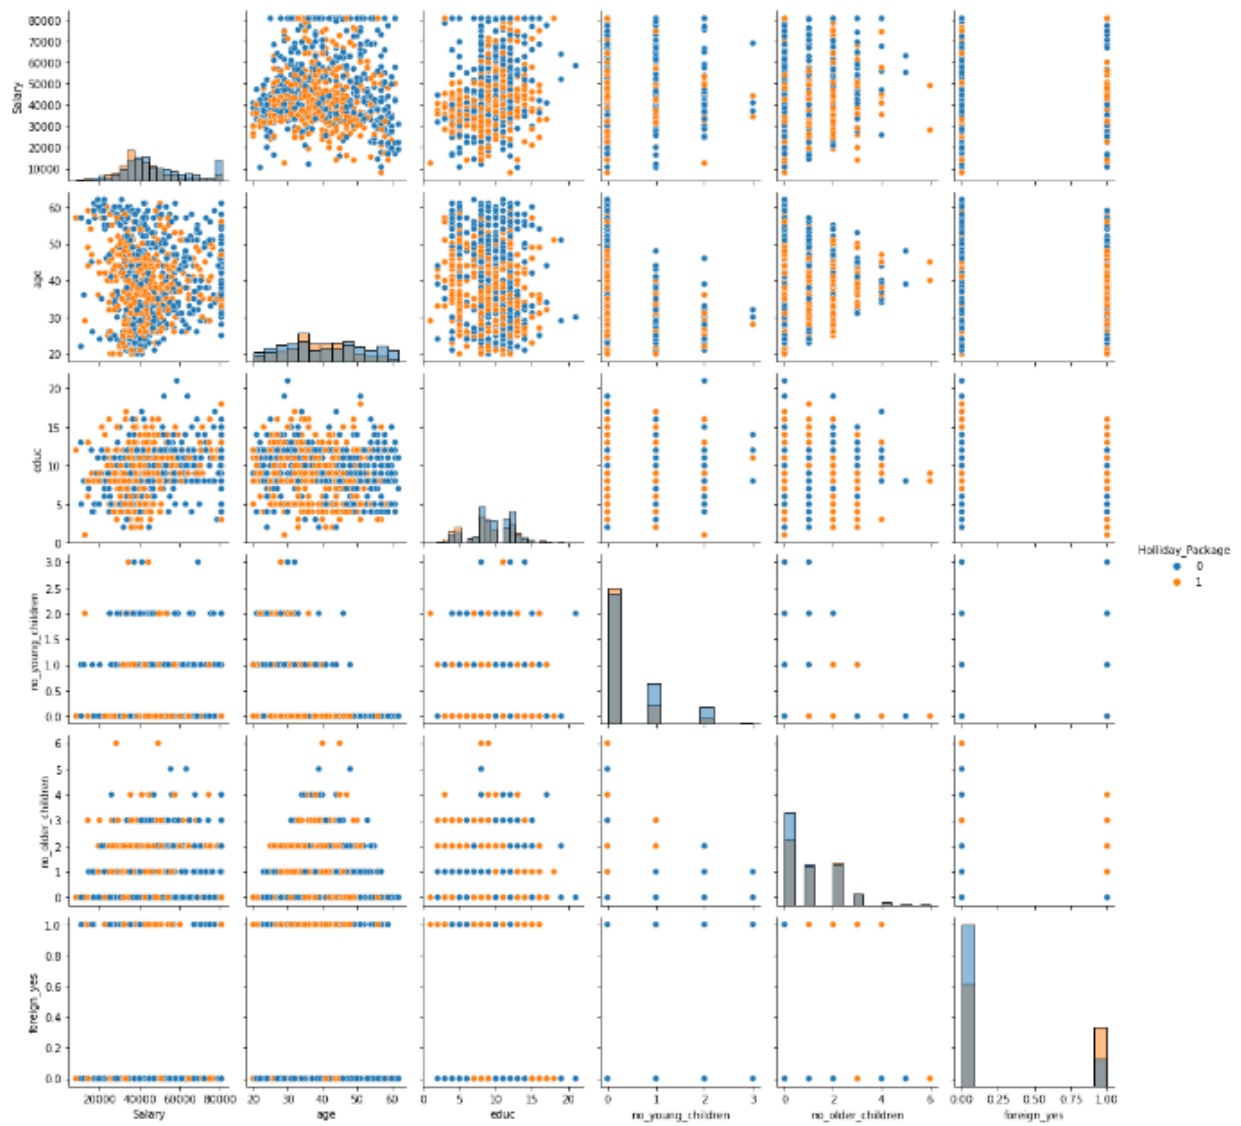 80000
70000
60000
50000
40000
30000
20000
10000
Salary
60
50
40
30
20
age
20
15
10
5
0
educ
3.0
2.5
2.0
1.5
1.0
0.5
0.0
no_young_children
Holliday_Package
0
1
6
5
4
3
2
1
0
no_older_children
1.0
0.8
0.6
0.4
0.2
0.0
foreign_yes
20000 40000 60000 80000
20 30 40 50 60
0 5 10 15 20
0 1 2 3
0 2 4 6
0.00 0.25 0.50 0.75 1.00
Salary age educ no_young_children no_older_children foreign_yes